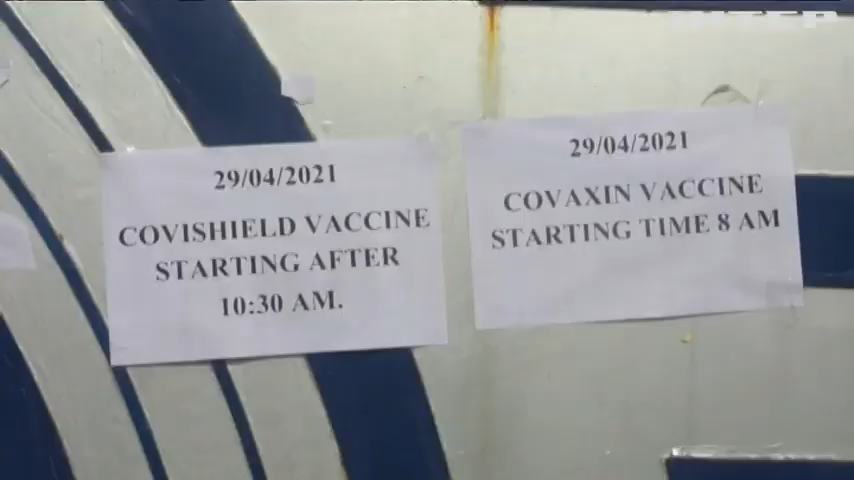 29/04/2021
COVISHIELD VACCINE
STARTING AFTER
10:30 AM.
29/04/2021
COVAXIN VACCINE
STARTING TIME 8 AM